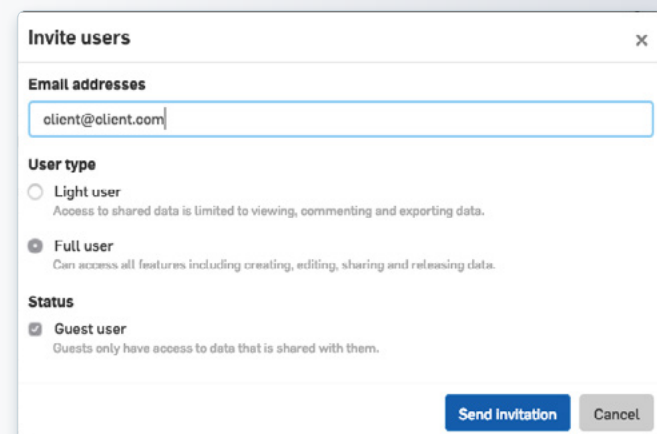 Invite users
×
Email addresses
client@client.com
User type
Light user
Access to shared data is limited to viewing, commenting and exporting data.
Full user
Can access all features including creating, editing, sharing and releasing data.
Status
Guest user
Guests only have access to data that is shared with them.
Send invitation Cancel